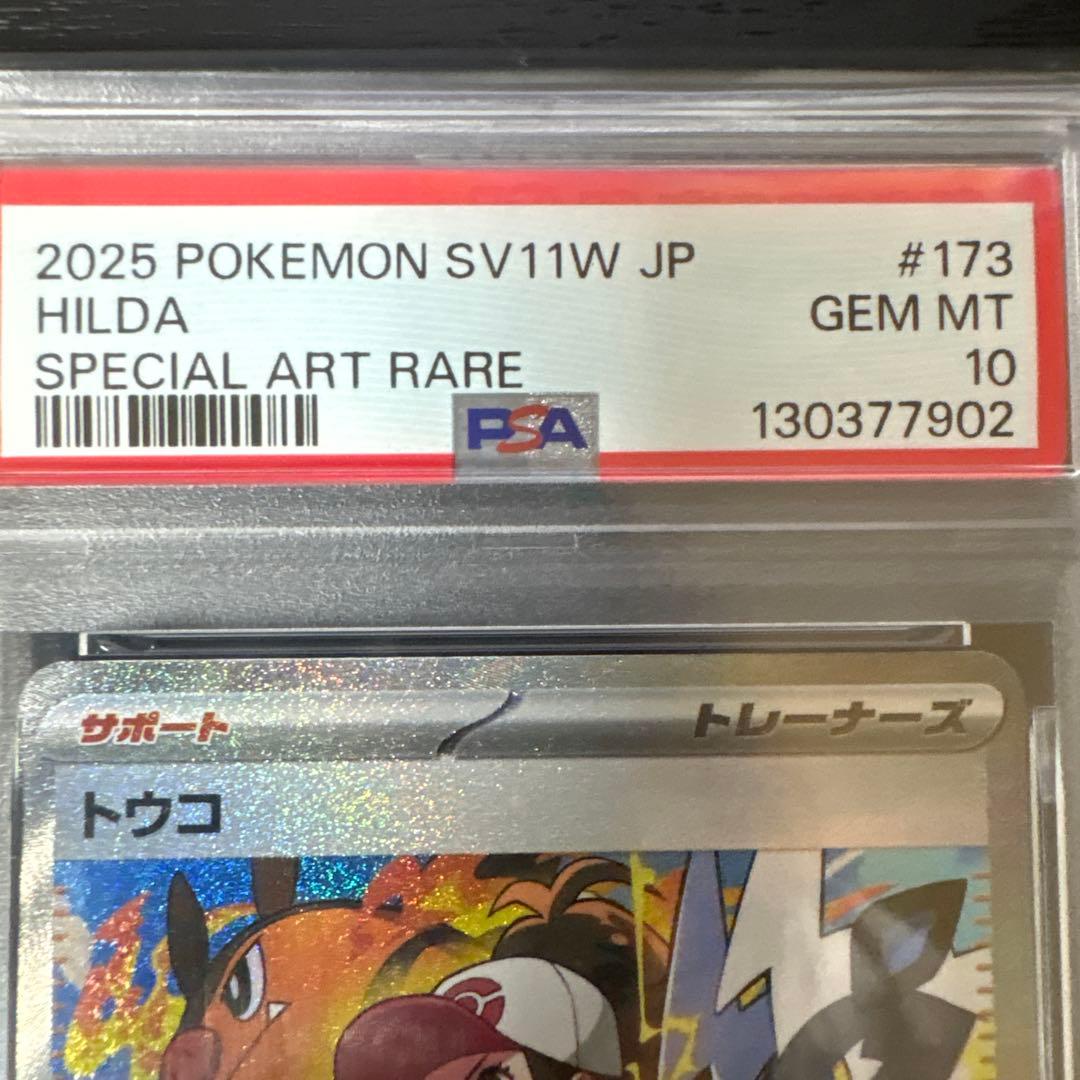 2025 POKEMON SV11W JP #173
HILDA GEM MT
SPECIAL ART RARE 10
PSA 130377902
サポート トレーナーズ
トウコ